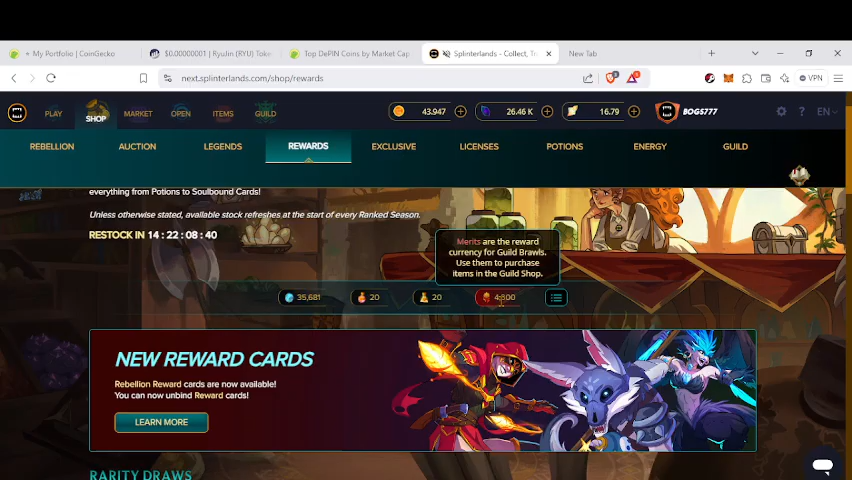 My Portfolio | CoinGecko
$0.00000001 | RyuJin (RYU) Toke
Top DePIN Coins by Market Cap
Splinterlands - Collect, Tr
New Tab
next.splinterlands.com/shop/rewards
VPN
PLAY
SHOP
MARKET
OPEN
ITEMS
GUILD
43.947
26.46 K
16.79
BOGS777
EN
REBELLION
AUCTION
LEGENDS
REWARDS
EXCLUSIVE
LICENSES
POTIONS
ENERGY
GUILD
everything from Potions to Soulbound Cards!
Unless otherwise stated, available stock refreshes at the start of every Ranked Season.
RESTOCK IN 14 : 22 : 08 : 40
Merits are the reward
currency for Guild Brawls.
Use them to purchase
items in the Guild Shop.
35,681
20
20
NEW REWARD CARDS
Rebellion Reward cards are now available!
You can now unbind Reward cards!
LEARN MORE
RARITY DRAWS